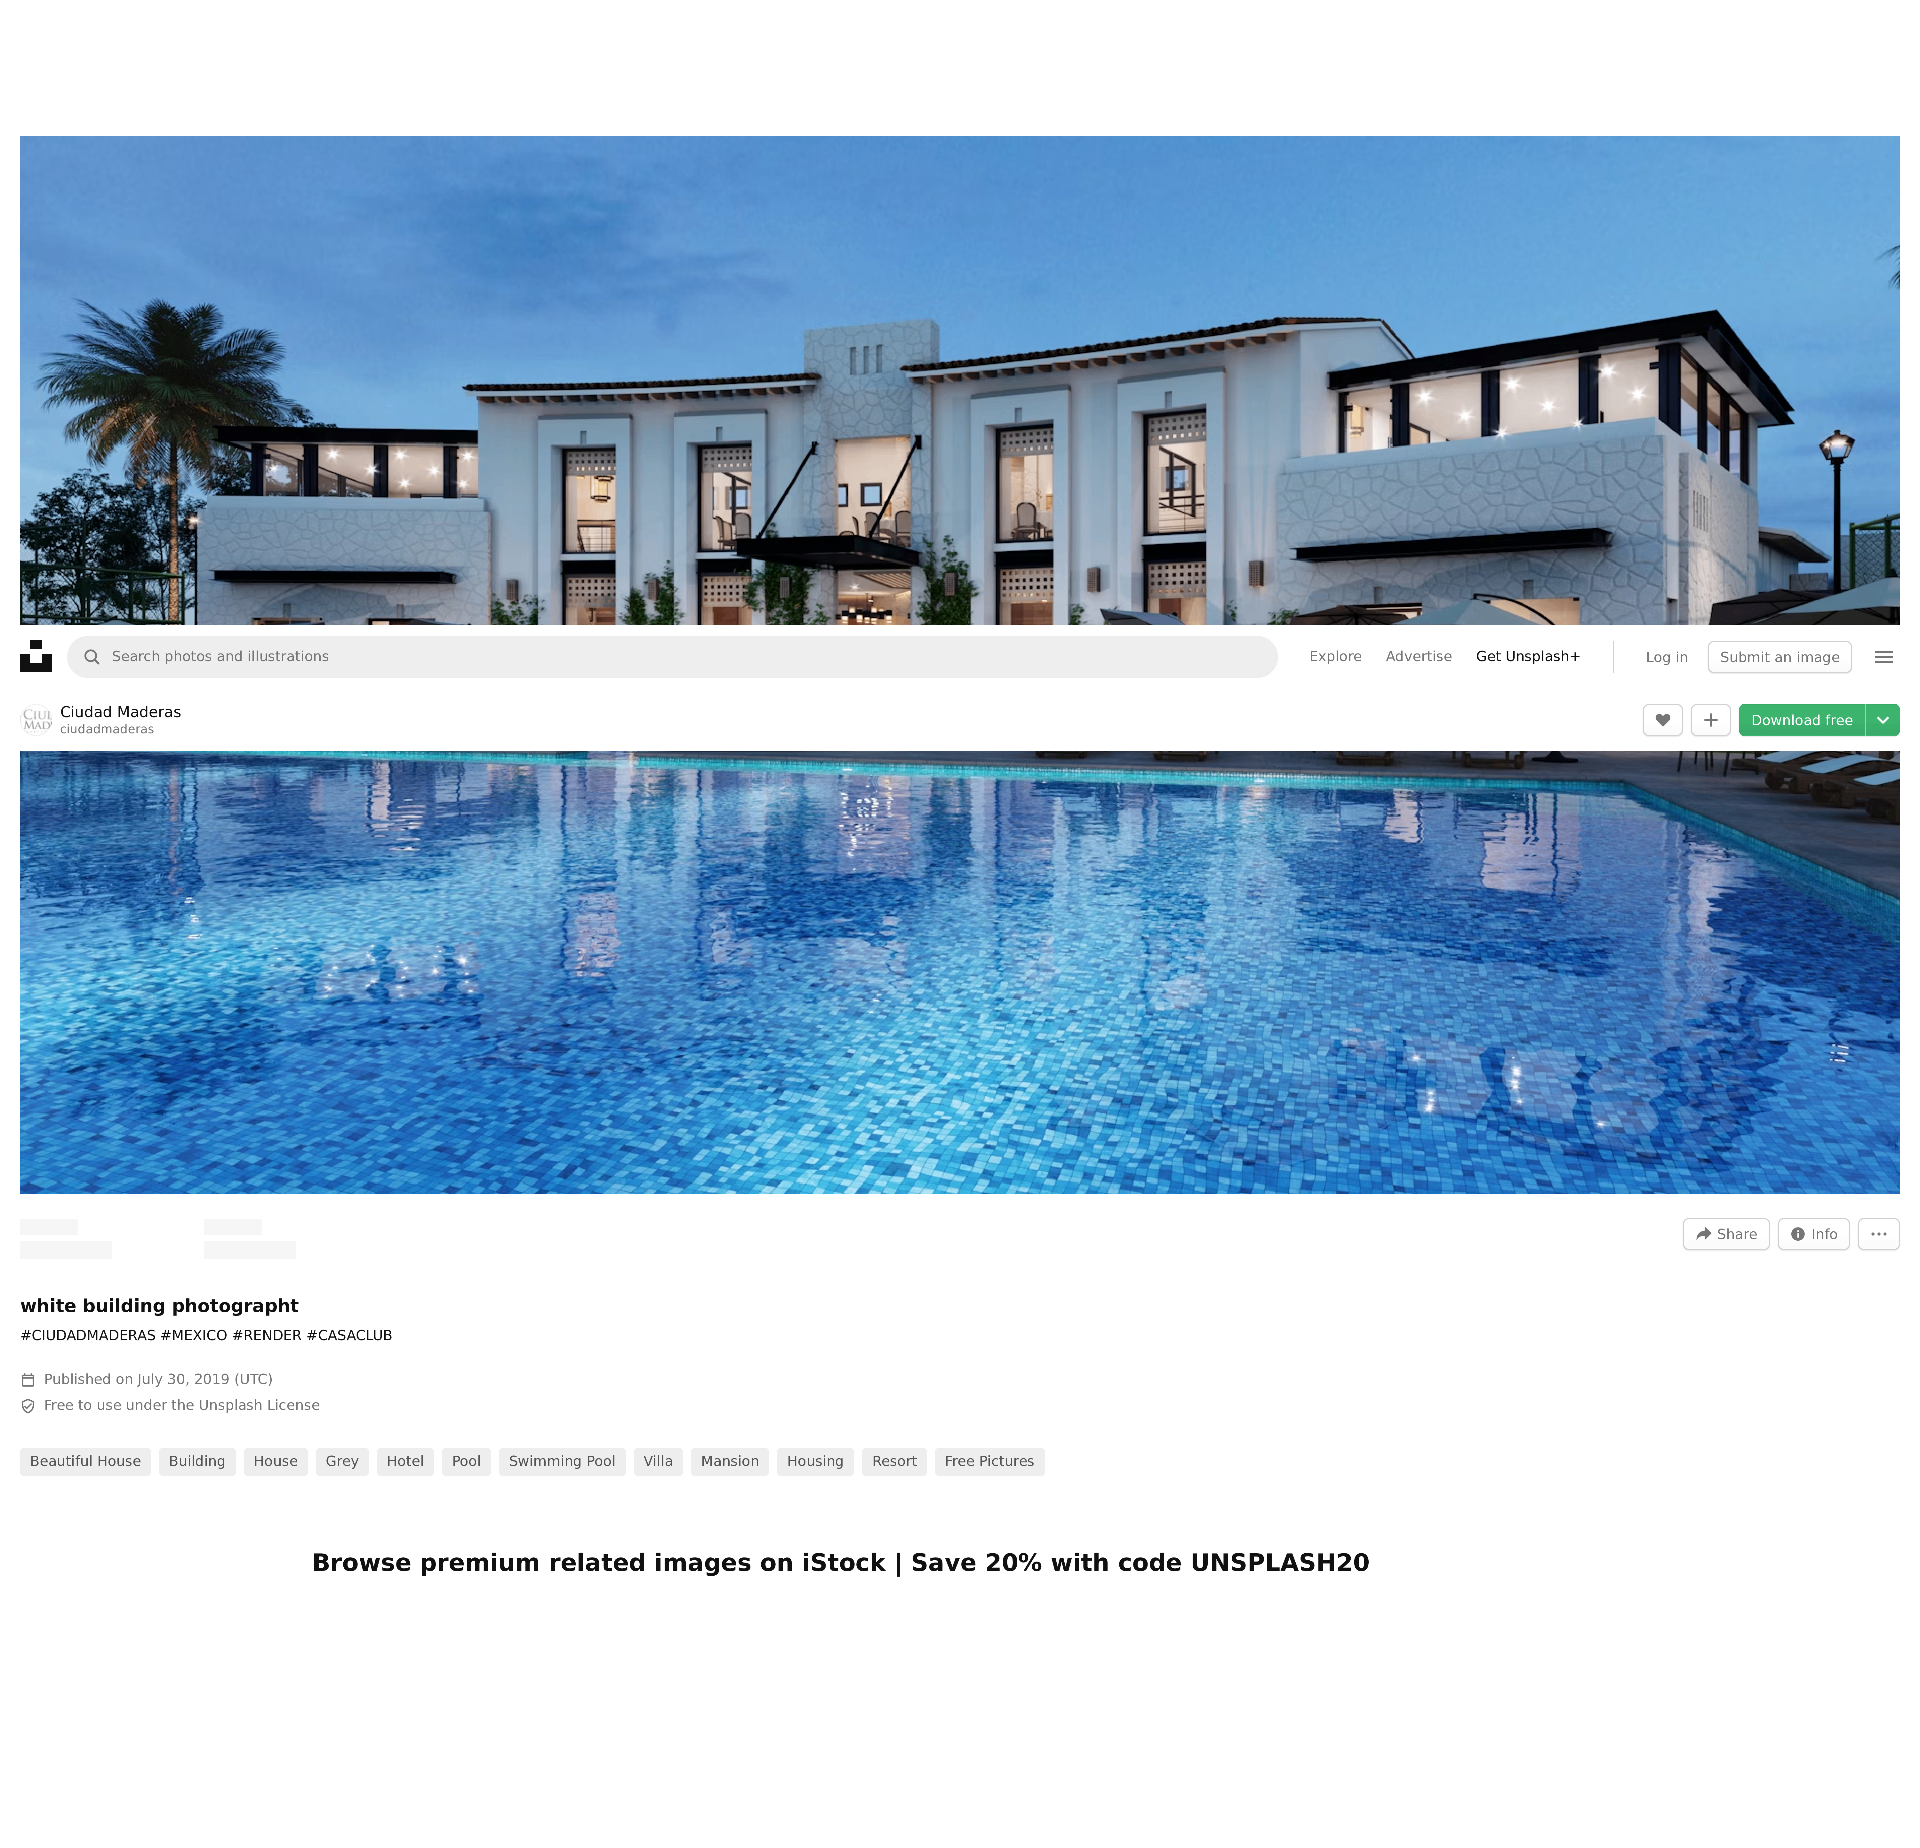 Search photos and illustrations
Explore
Advertise
Get Unsplash+
Log in
Submit an image
Ciudad Maderas
ciudadmaderas
Download free
Share
Info
white building photographt
#CIUDADMADERAS #MEXICO #RENDER #CASACLUB
Published on July 30, 2019 (UTC)
Free to use under the Unsplash License
Beautiful House
Building
House
Grey
Hotel
Pool
Swimming Pool
Villa
Mansion
Housing
Resort
Free Pictures
Browse premium related images on iStock | Save 20% with code UNSPLASH20